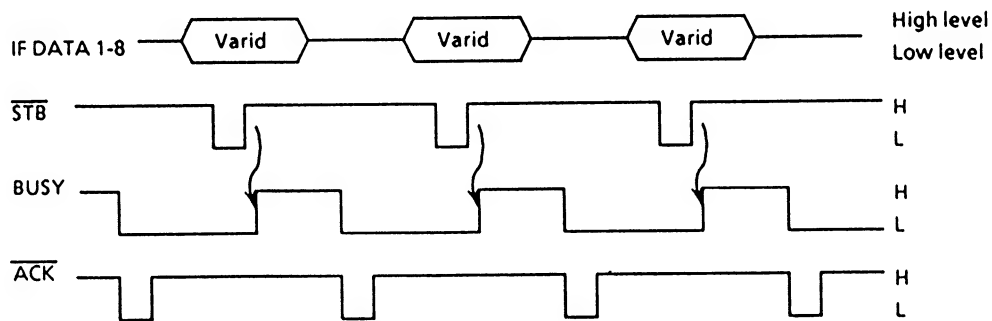 IF DATA 1-8 Varid Varid Varid High level
Low level
STB H
L
BUSY H
L
ACK H
L